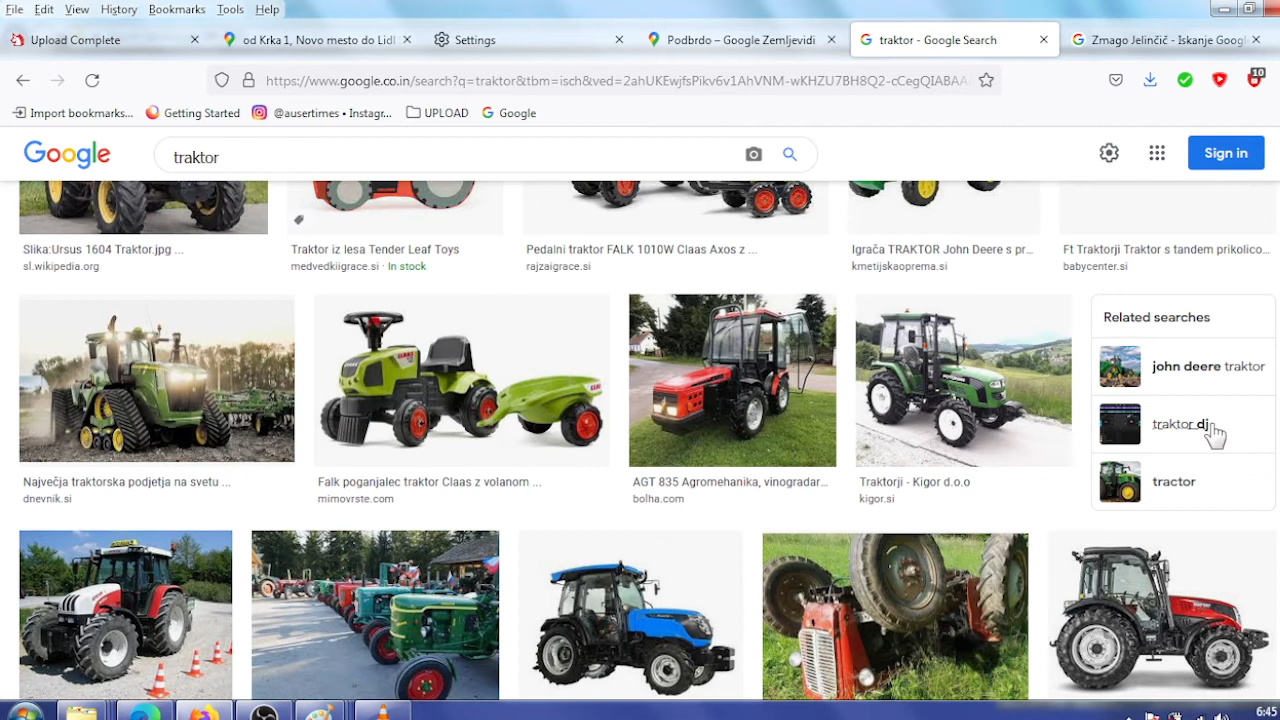 File Edit View History Bookmarks Tools Help
Upload Complete
od Krka 1, Novo mesto do Lidl
Settings
Podbrdo – Google Zemljevidi
traktor - Google Search
Zmago Jelinčič - Iskanje Googl
https://www.google.co.in/search?q=traktor&tbm=isch&ved=2ahUKEwjfsPikv6v1AhVNM-wKHZU7BH8Q2-cCegQIABAA
10
Import bookmarks...
Getting Started
@ausertimes • Instagr...
UPLOAD
Google
Google
traktor
Sign in
Slika:Ursus 1604 Traktor.jpg ...
sl.wikipedia.org
Traktor iz lesa Tender Leaf Toys
medvedkiigrace.si · In stock
Pedalni traktor FALK 1010W Claas Axos z ...
rajzaigrace.si
Igrača TRAKTOR John Deere s pr...
kmetijskaoprema.si
Ft Traktorji Traktor s tandem prikolico...
babycenter.si
Related searches
john deere traktor
traktor dj
tractor
Največja traktorska podjetja na svetu ...
dnevnik.si
Falk poganjalec traktor Claas z volanom ...
mimovrste.com
AGT 835 Agromehanika, vinogradar...
bolha.com
Traktorji - Kigor d.o.o
kigor.si
6:45